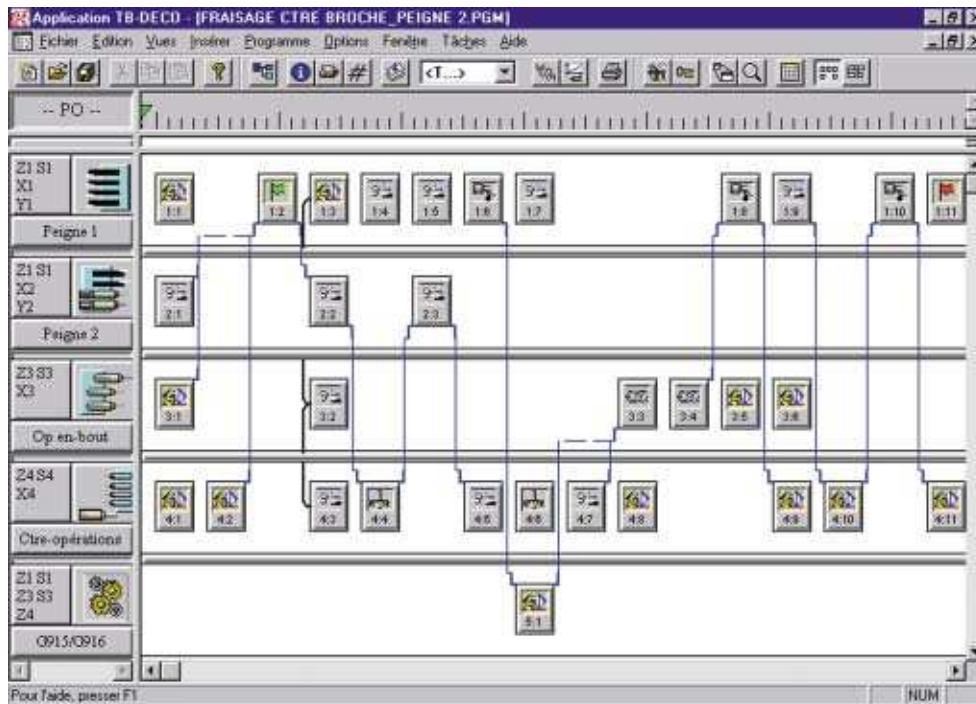 Application TB-DECO - [FRAISAGE CTRE BROCHE_PEIGNE 2.PGM]
Fichier Edition Vues Insérer Programme Options Fenêtre Tâches Aide
<T...>
-- PO --
Z1 S1
X1
Y1
Peigne 1
1:1 1:2 1:3 1:4 1:5 1:6 1:7 1:8 1:9 1:10 1:11
Z1 S1
X2
Y2
Peigne 2
2:1 2:2 2:3
Z3 S3
X3
Op en-bout
3:1 3:2 3:3 3:4 3:5 3:6
Z4 S4
X4
Ctre-opérations
4:1 4:2 4:3 4:4 4:5 4:6 4:7 4:8 4:9 4:10 4:11
Z1 S1
Z3 S3
Z4
G915/G916
5:1
Pour l'aide, presser F1
NUM